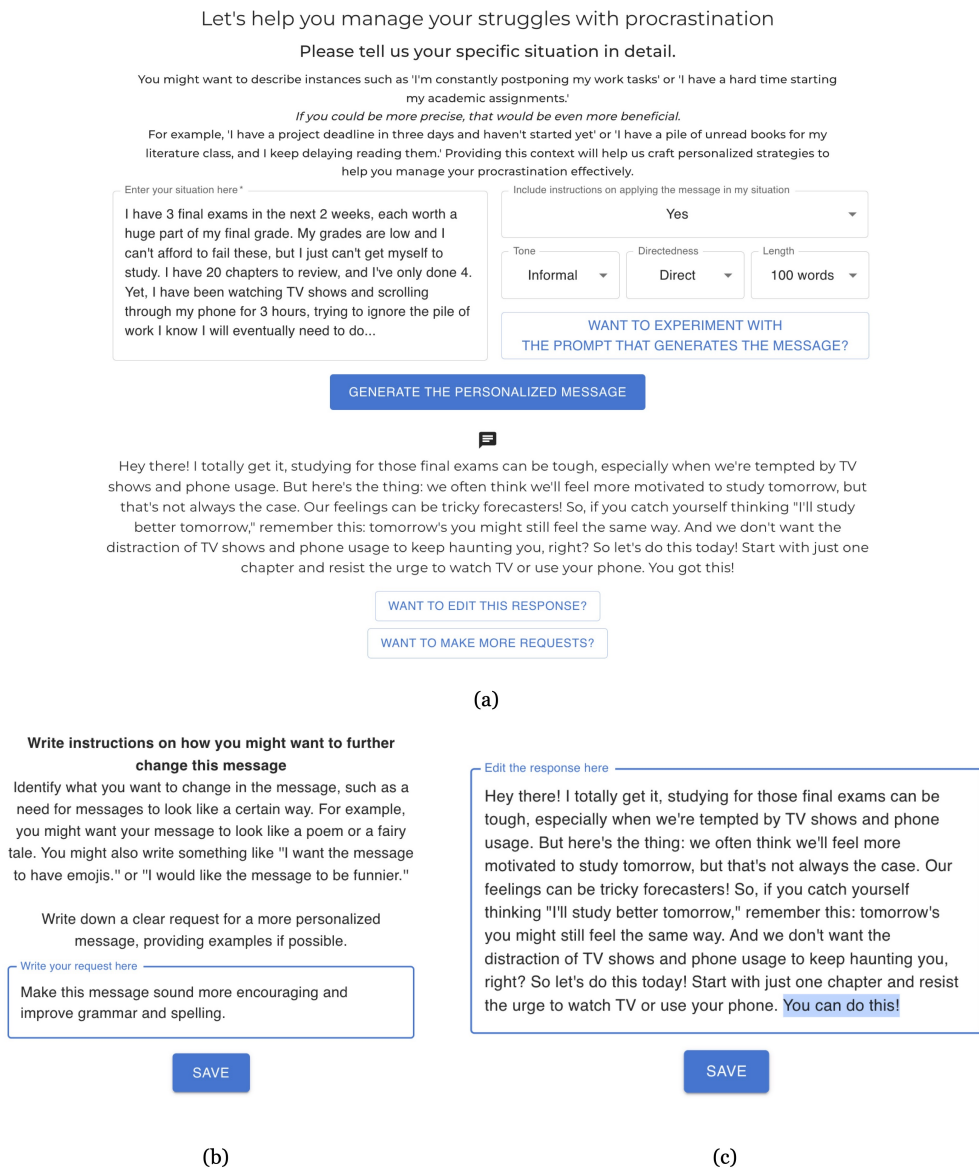 Let's help you manage your struggles with procrastination
Please tell us your specific situation in detail.
You might want to describe instances such as 'I'm constantly postponing my work tasks' or 'I have a hard time starting
my academic assignments.'
If you could be more precise, that would be even more beneficial.
For example, 'I have a project deadline in three days and haven't started yet' or 'I have a pile of unread books for my
literature class, and I keep delaying reading them.' Providing this context will help us craft personalized strategies to
help you manage your procrastination effectively.
Enter your situation here *
I have 3 final exams in the next 2 weeks, each worth a
huge part of my final grade. My grades are low and I
can't afford to fail these, but I just can't get myself to
study. I have 20 chapters to review, and I've only done 4.
Yet, I have been watching TV shows and scrolling
through my phone for 3 hours, trying to ignore the pile of
work I know I will eventually need to do...
Include instructions on applying the message in my situation
Yes
Tone
Informal
Directedness
Direct
Length
100 words
WANT TO EXPERIMENT WITH
THE PROMPT THAT GENERATES THE MESSAGE?
GENERATE THE PERSONALIZED MESSAGE
Hey there! I totally get it, studying for those final exams can be tough, especially when we're tempted by TV
shows and phone usage. But here's the thing: we often think we'll feel more motivated to study tomorrow, but
that's not always the case. Our feelings can be tricky forecasters! So, if you catch yourself thinking "I'll study
better tomorrow," remember this: tomorrow's you might still feel the same way. And we don't want the
distraction of TV shows and phone usage to keep haunting you, right? So let's do this today! Start with just one
chapter and resist the urge to watch TV or use your phone. You got this!
WANT TO EDIT THIS RESPONSE?
WANT TO MAKE MORE REQUESTS?
(a)
Write instructions on how you might want to further
change this message
Identify what you want to change in the message, such as a
need for messages to look like a certain way. For example,
you might want your message to look like a poem or a fairy
tale. You might also write something like "I want the message
to have emojis." or "I would like the message to be funnier."
Write down a clear request for a more personalized
message, providing examples if possible.
Write your request here
Make this message sound more encouraging and
improve grammar and spelling.
SAVE
(b)
Edit the response here
Hey there! I totally get it, studying for those final exams can be
tough, especially when we're tempted by TV shows and phone
usage. But here's the thing: we often think we'll feel more
motivated to study tomorrow, but that's not always the case. Our
feelings can be tricky forecasters! So, if you catch yourself
thinking "I'll study better tomorrow," remember this: tomorrow's
you might still feel the same way. And we don't want the
distraction of TV shows and phone usage to keep haunting you,
right? So let's do this today! Start with just one chapter and resist
the urge to watch TV or use your phone. You can do this!
SAVE
(c)